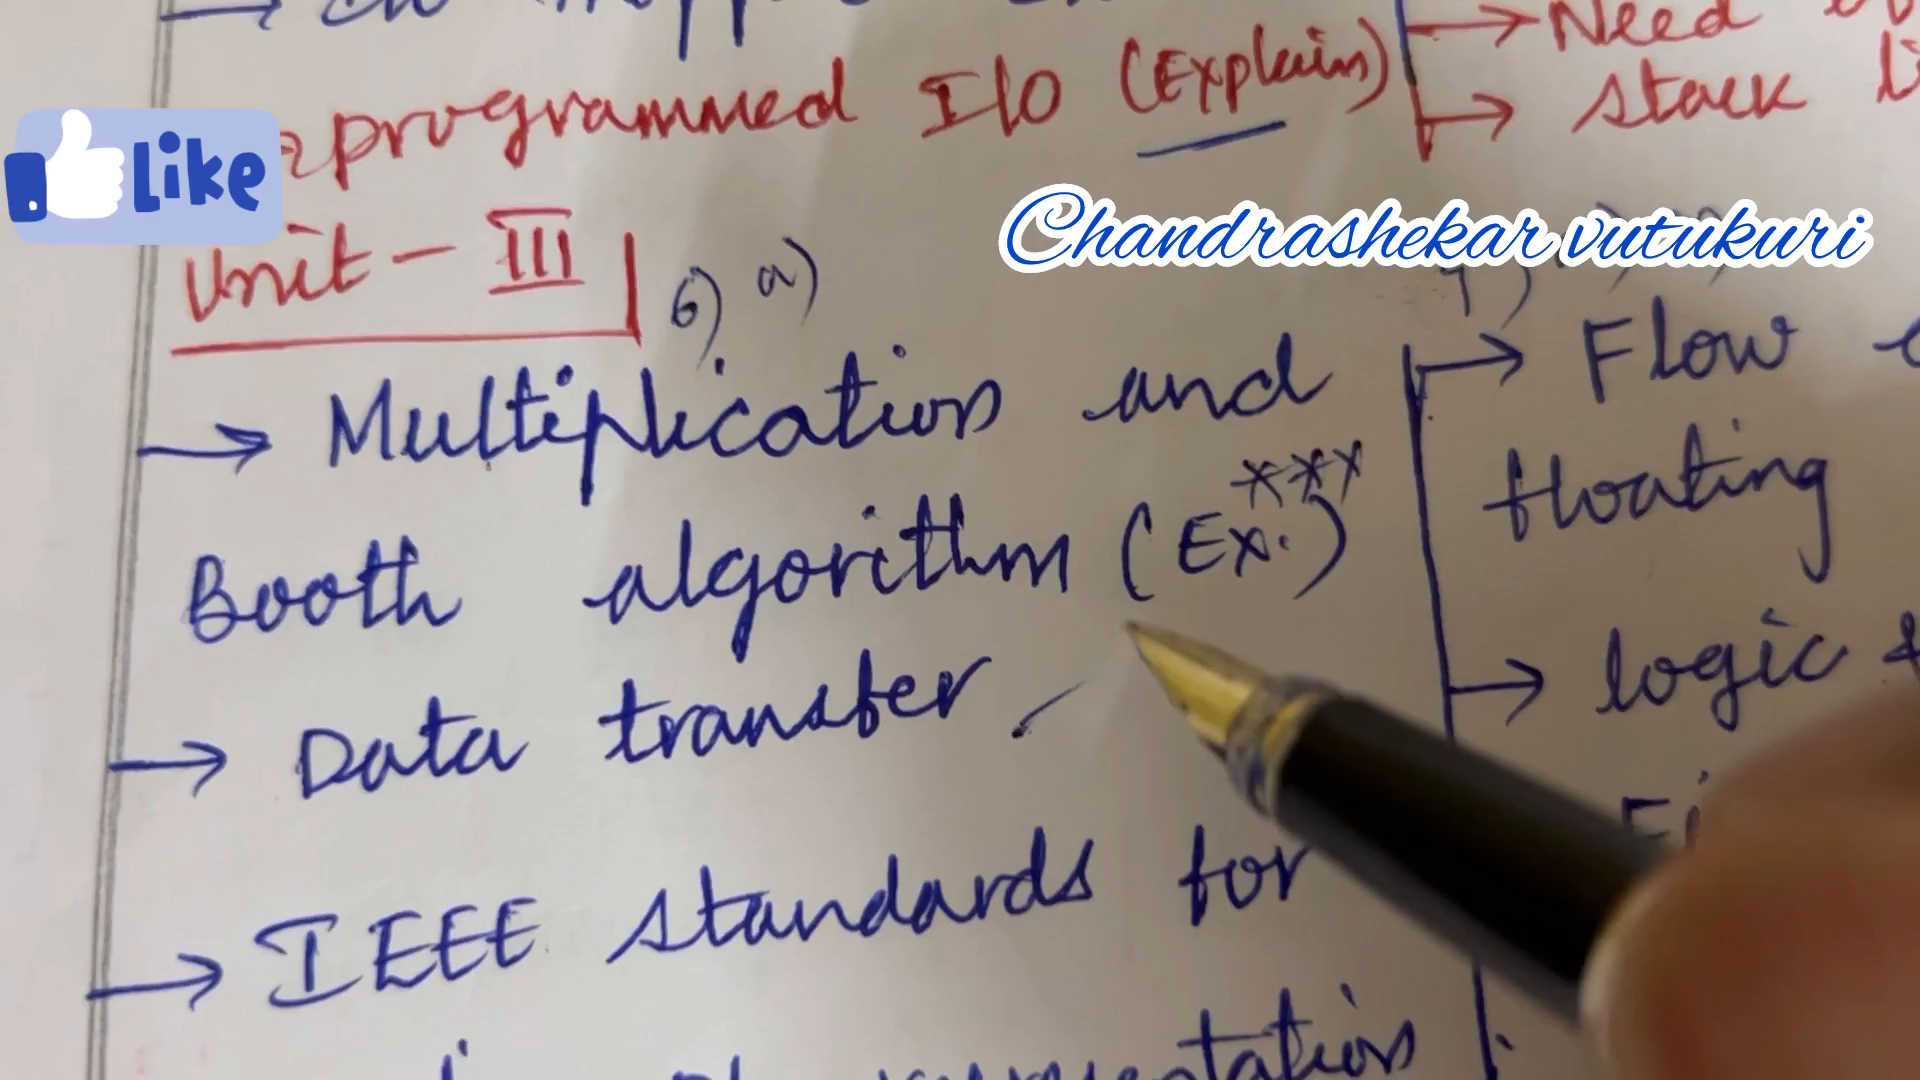 programmed I/O (Explain)
→ Need
→ stack
Like
Chandrashekar vutukuri
Unit - III
6) a)
→ Multiplication and
Booth algorithm (Ex.) ***
→ Data transfer
→ IEEE standards for
→ Flow
floating
→ logic